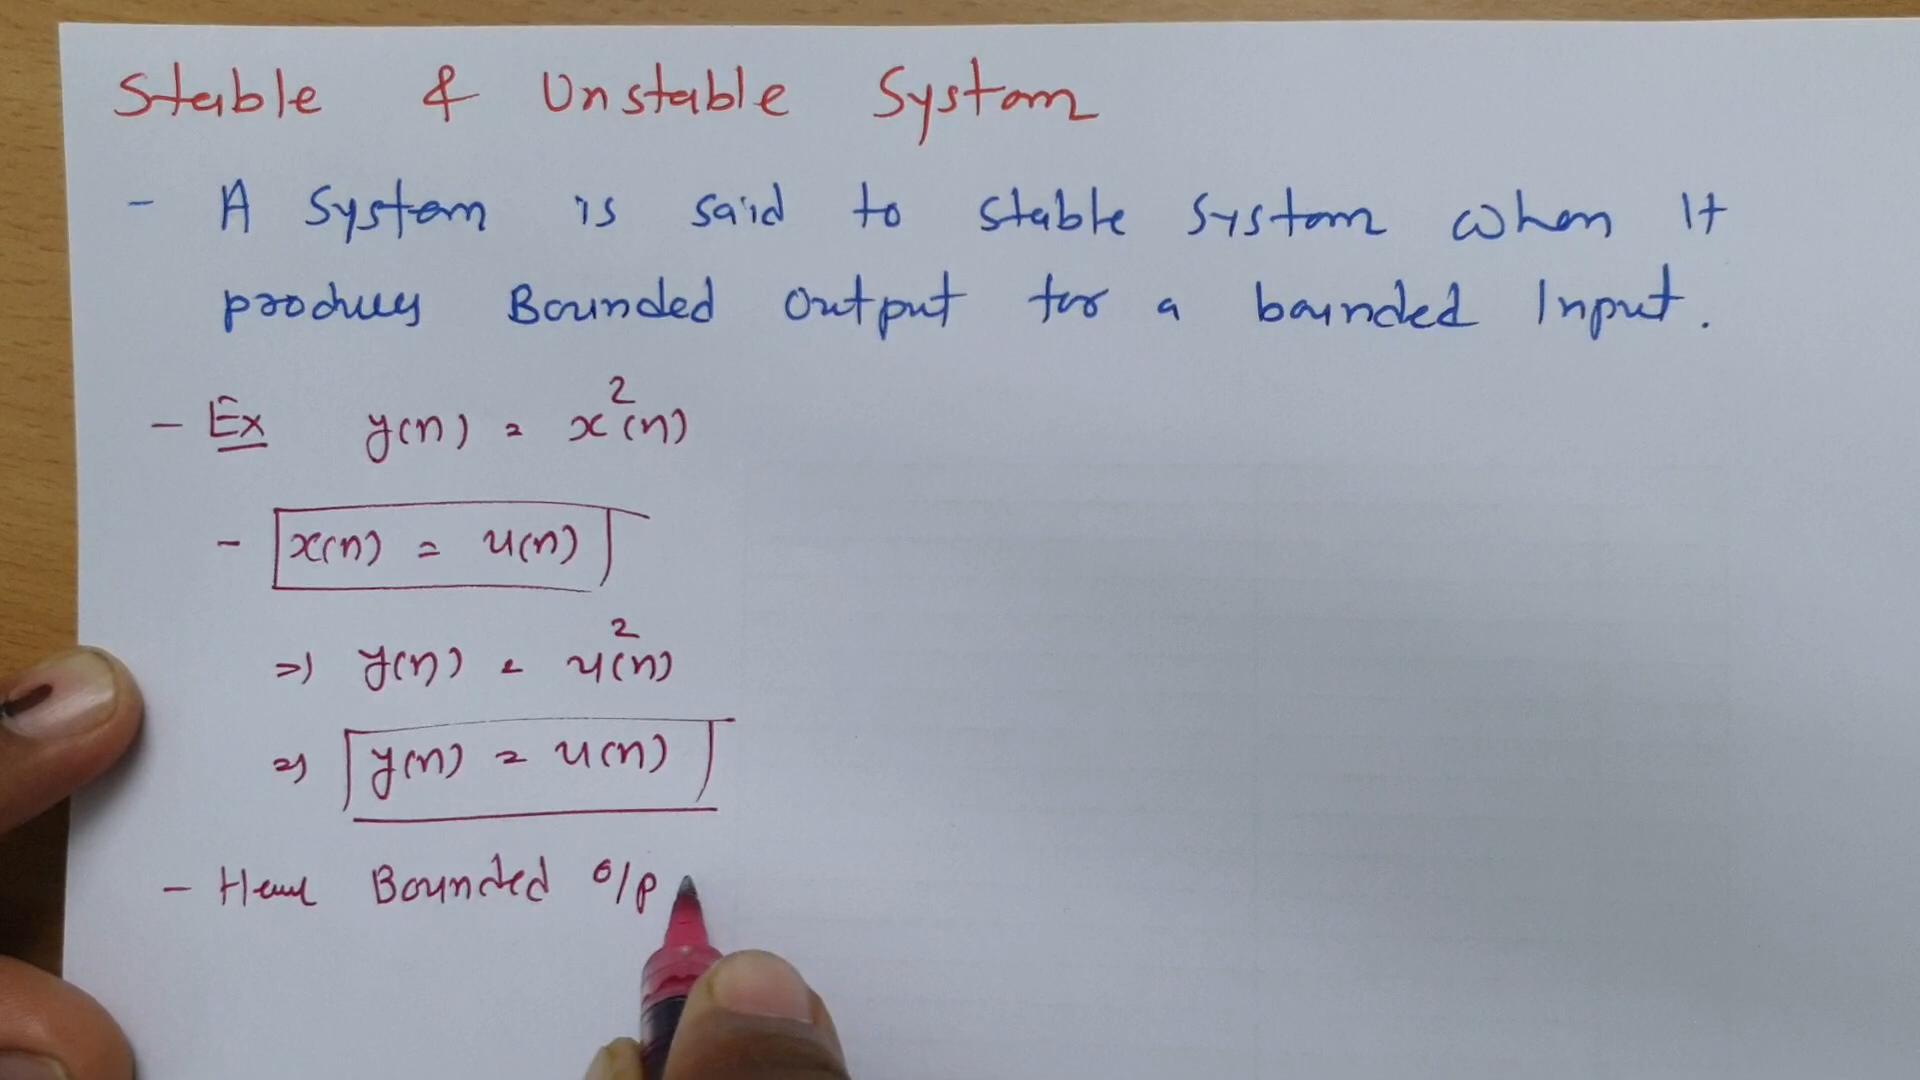 Stable & Unstable System
- A System is said to stable system when It
produces Bounded Output for a bounded Input.
- Ex y(n) = x²(n)
- x(n) = u(n)
=> y(n) = u²(n)
=> y(n) = u(n)
- Hence Bounded o/p